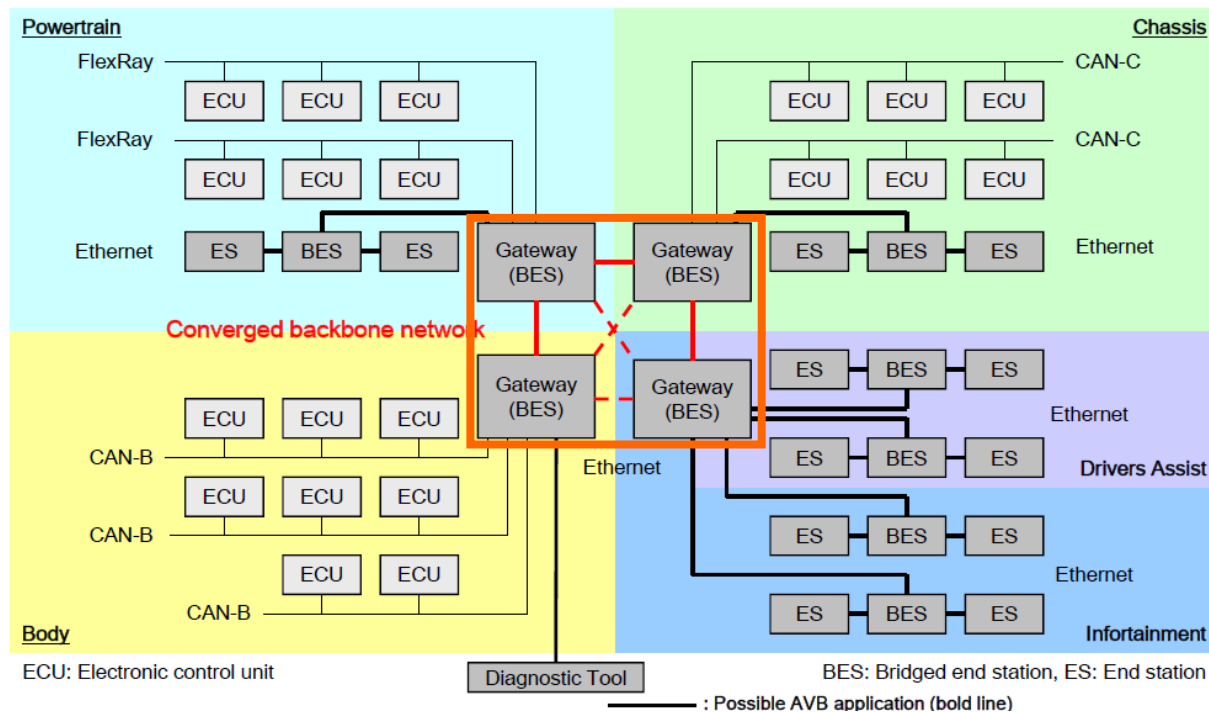 Powertrain
Chassis
FlexRay
CAN-C
ECU ECU ECU
ECU ECU ECU
FlexRay
CAN-C
ECU ECU ECU
ECU ECU ECU
Ethernet
ES BES ES
Gateway
(BES)
Gateway
(BES)
ES BES ES
Ethernet
Converged backbone network
Gateway
(BES)
Gateway
(BES)
ES BES ES
Ethernet
ES BES ES
Drivers Assist
ECU ECU ECU
CAN-B
Ethernet
ECU ECU ECU
CAN-B
ES BES ES
Ethernet
ECU ECU
CAN-B
ES BES ES
Body
Infortainment
ECU: Electronic control unit
Diagnostic Tool
BES: Bridged end station, ES: End station
: Possible AVB application (bold line)